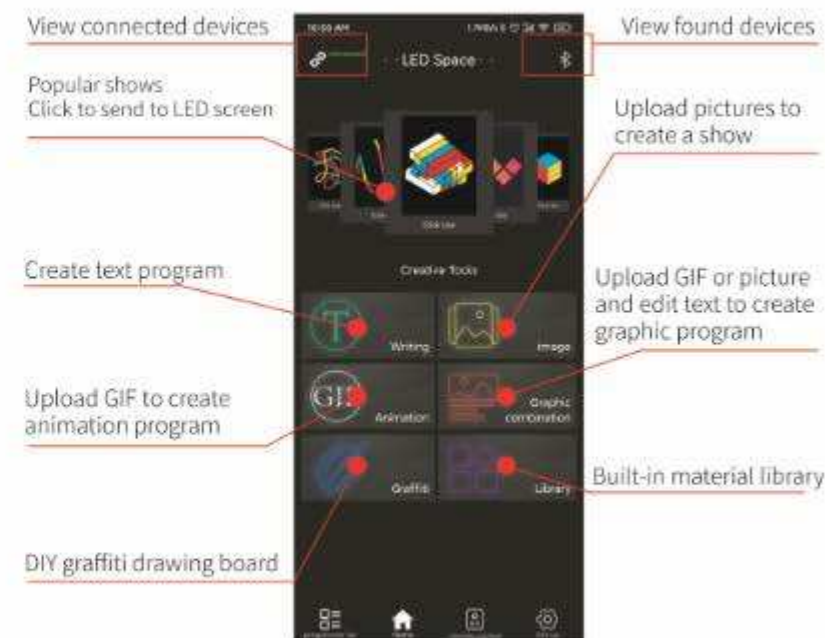 View connected devices
View found devices
10:00 AM
LED Space
Popular shows
Click to send to LED screen
Upload pictures to
create a show
Create text program
Creative Tools
Upload GIF or picture
and edit text to create
graphic program
Writing
Image
Upload GIF to create
animation program
GIF
Animation
Graphic
combination
Built-in material library
Graffiti
Library
DIY graffiti drawing board